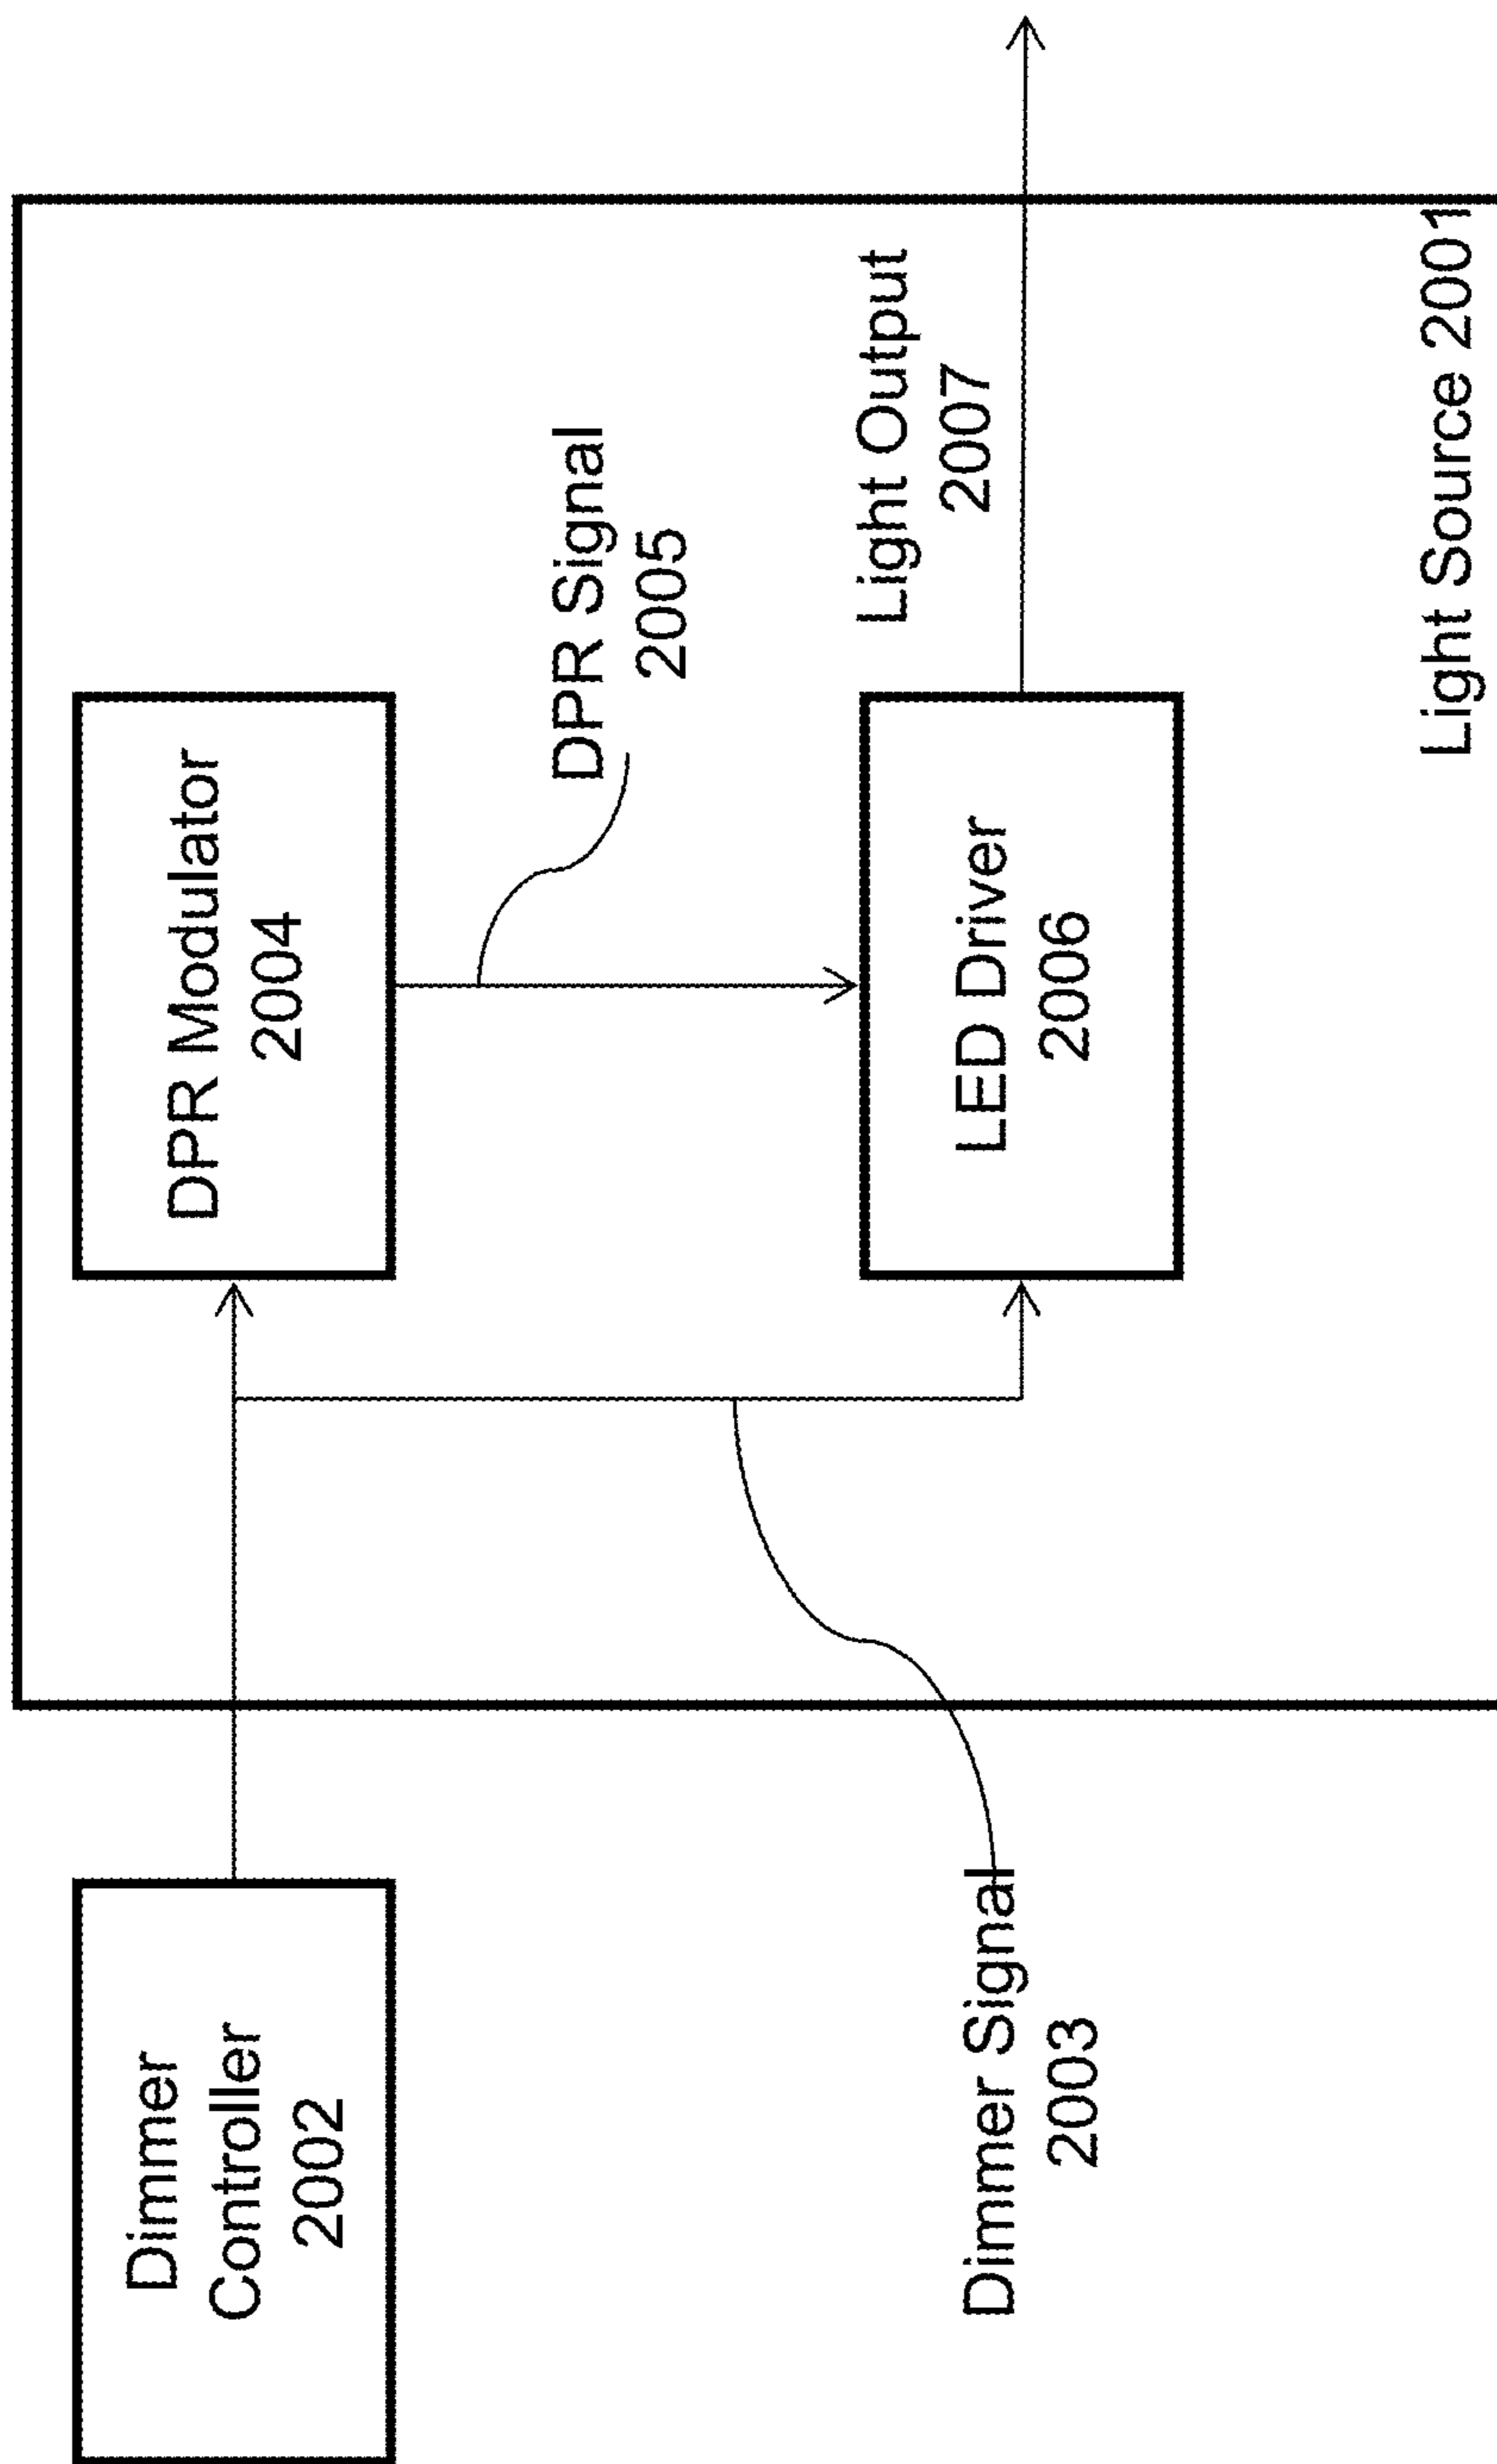 Dimmer
Controller
2002
DPR Modulator
2004
DPR Signal
2005
Dimmer Signal
2003
LED Driver
2006
Light Output
2007
Light Source 2001